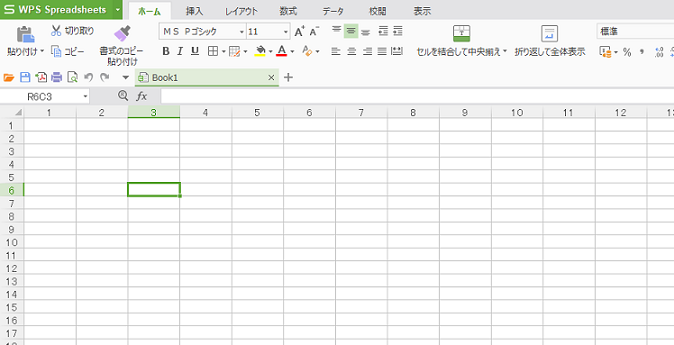 WPS Spreadsheets ホーム 挿入 レイアウト 数式 データ 校閲 表示
貼り付け 切り取り コピー 書式のコピー 貼り付け
ＭＳ Ｐゴシック 11 A+ A-
B I U A セルを結合して中央揃え 折り返して全体表示 標準 % ,
Book1
R6C3 fx
1 2 3 4 5 6 7 8 9 10 11 12 13
1
2
3
4
5
6
7
8
9
10
11
12
13
14
15
16
17